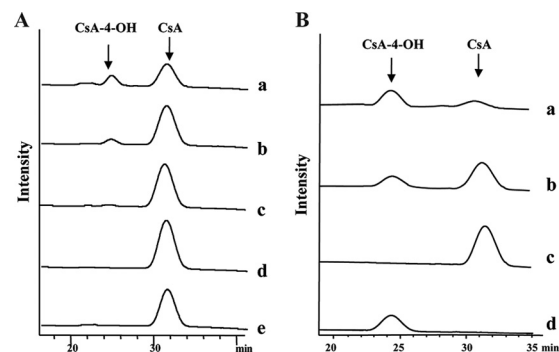 A
CsA-4-OH CsA
a
b
c
d
e
Intensity
20 30 min
B
CsA-4-OH CsA
a
b
c
d
Intensity
20 25 30 35 min